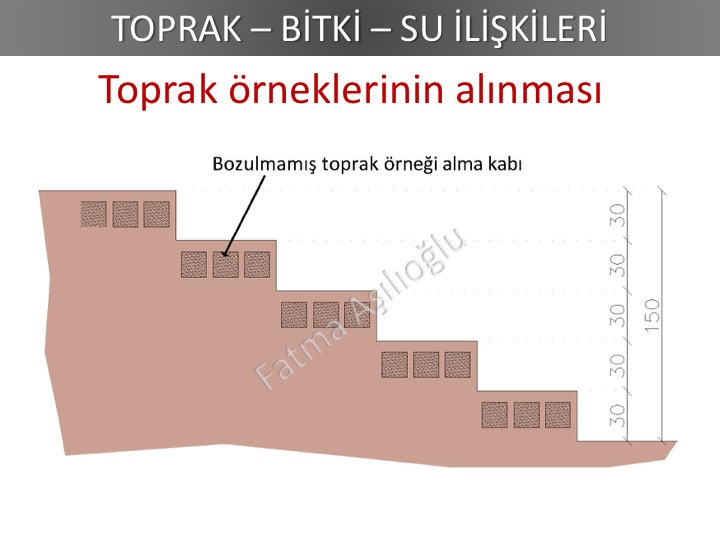 TOPRAK – BİTKİ – SU İLİŞKİLERİ
Toprak örneklerinin alınması
Bozulmamış toprak örneği alma kabı
30
30
30
30
30
150
Fatma Aşılıoğlu